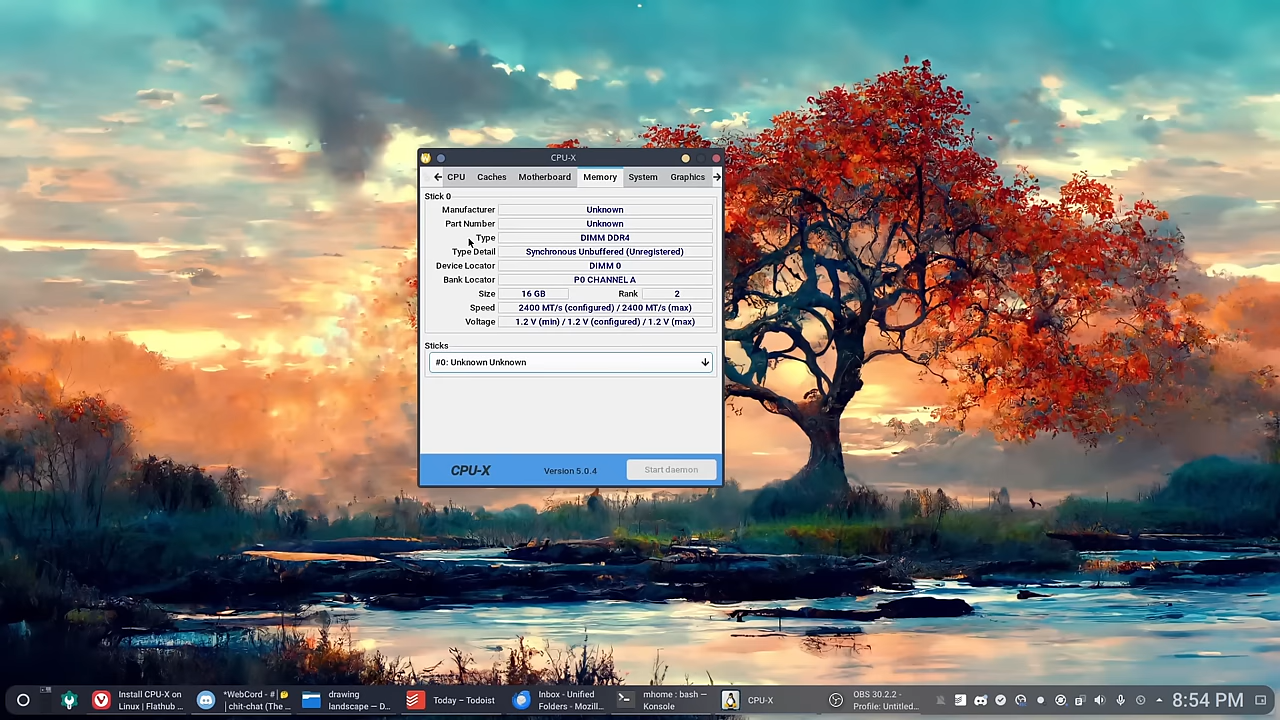 CPU-X
CPU Caches Motherboard Memory System Graphics
Stick 0
Manufacturer Unknown
Part Number Unknown
Type DIMM DDR4
Type Detail Synchronous Unbuffered (Unregistered)
Device Locator DIMM 0
Bank Locator P0 CHANNEL A
Size 16 GB Rank 2
Speed 2400 MT/s (configured) / 2400 MT/s (max)
Voltage 1.2 V (min) / 1.2 V (configured) / 1.2 V (max)
Sticks
#0: Unknown Unknown
CPU-X Version 5.0.4 Start daemon
Install CPU-X on
Linux | Flathub ...
*WebCord - # |
| chit-chat (The ...
drawing
landscape — D...
Today – Todoist
Inbox - Unified
Folders - Mozill...
mhome : bash —
Konsole
CPU-X
OBS 30.2.2 -
Profile: Untitled...
8:54 PM